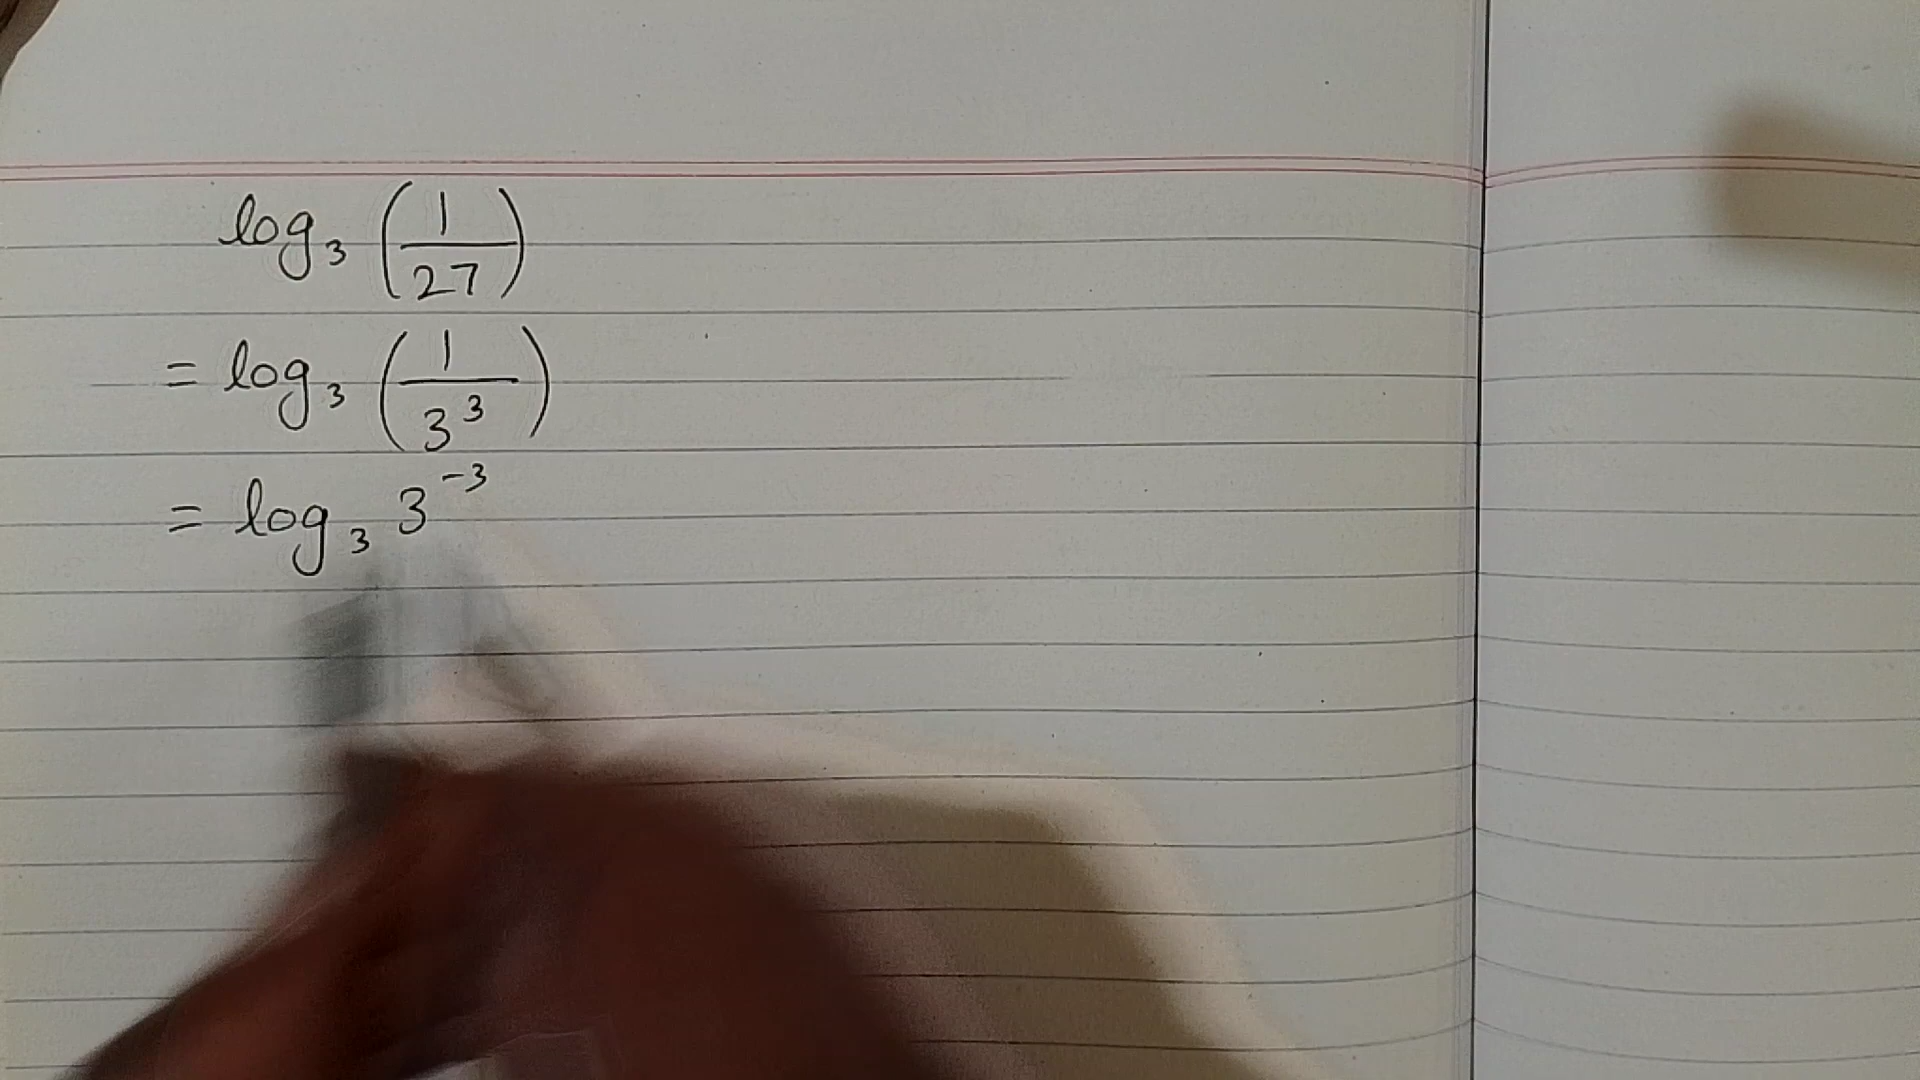 log₃ (1/27)
= log₃ (1/3³)
= log₃ 3⁻³